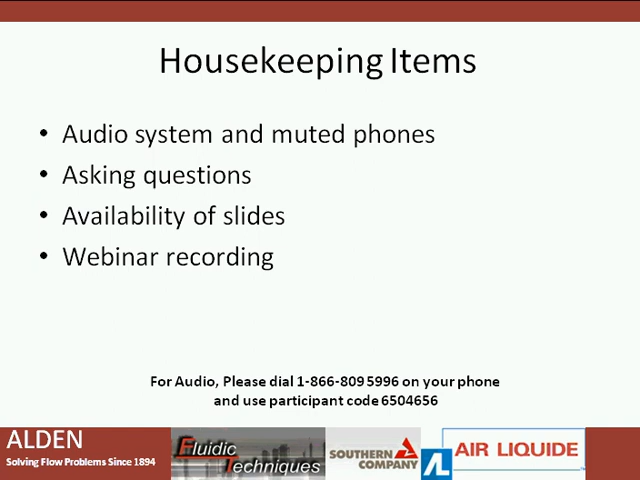 Housekeeping Items
• Audio system and muted phones
• Asking questions
• Availability of slides
• Webinar recording
For Audio, Please dial 1-866-809 5996 on your phone
and use participant code 6504656
ALDEN
Solving Flow Problems Since 1894
Fluidic
Techniques
SOUTHERN
COMPANY
AL AIR LIQUIDE